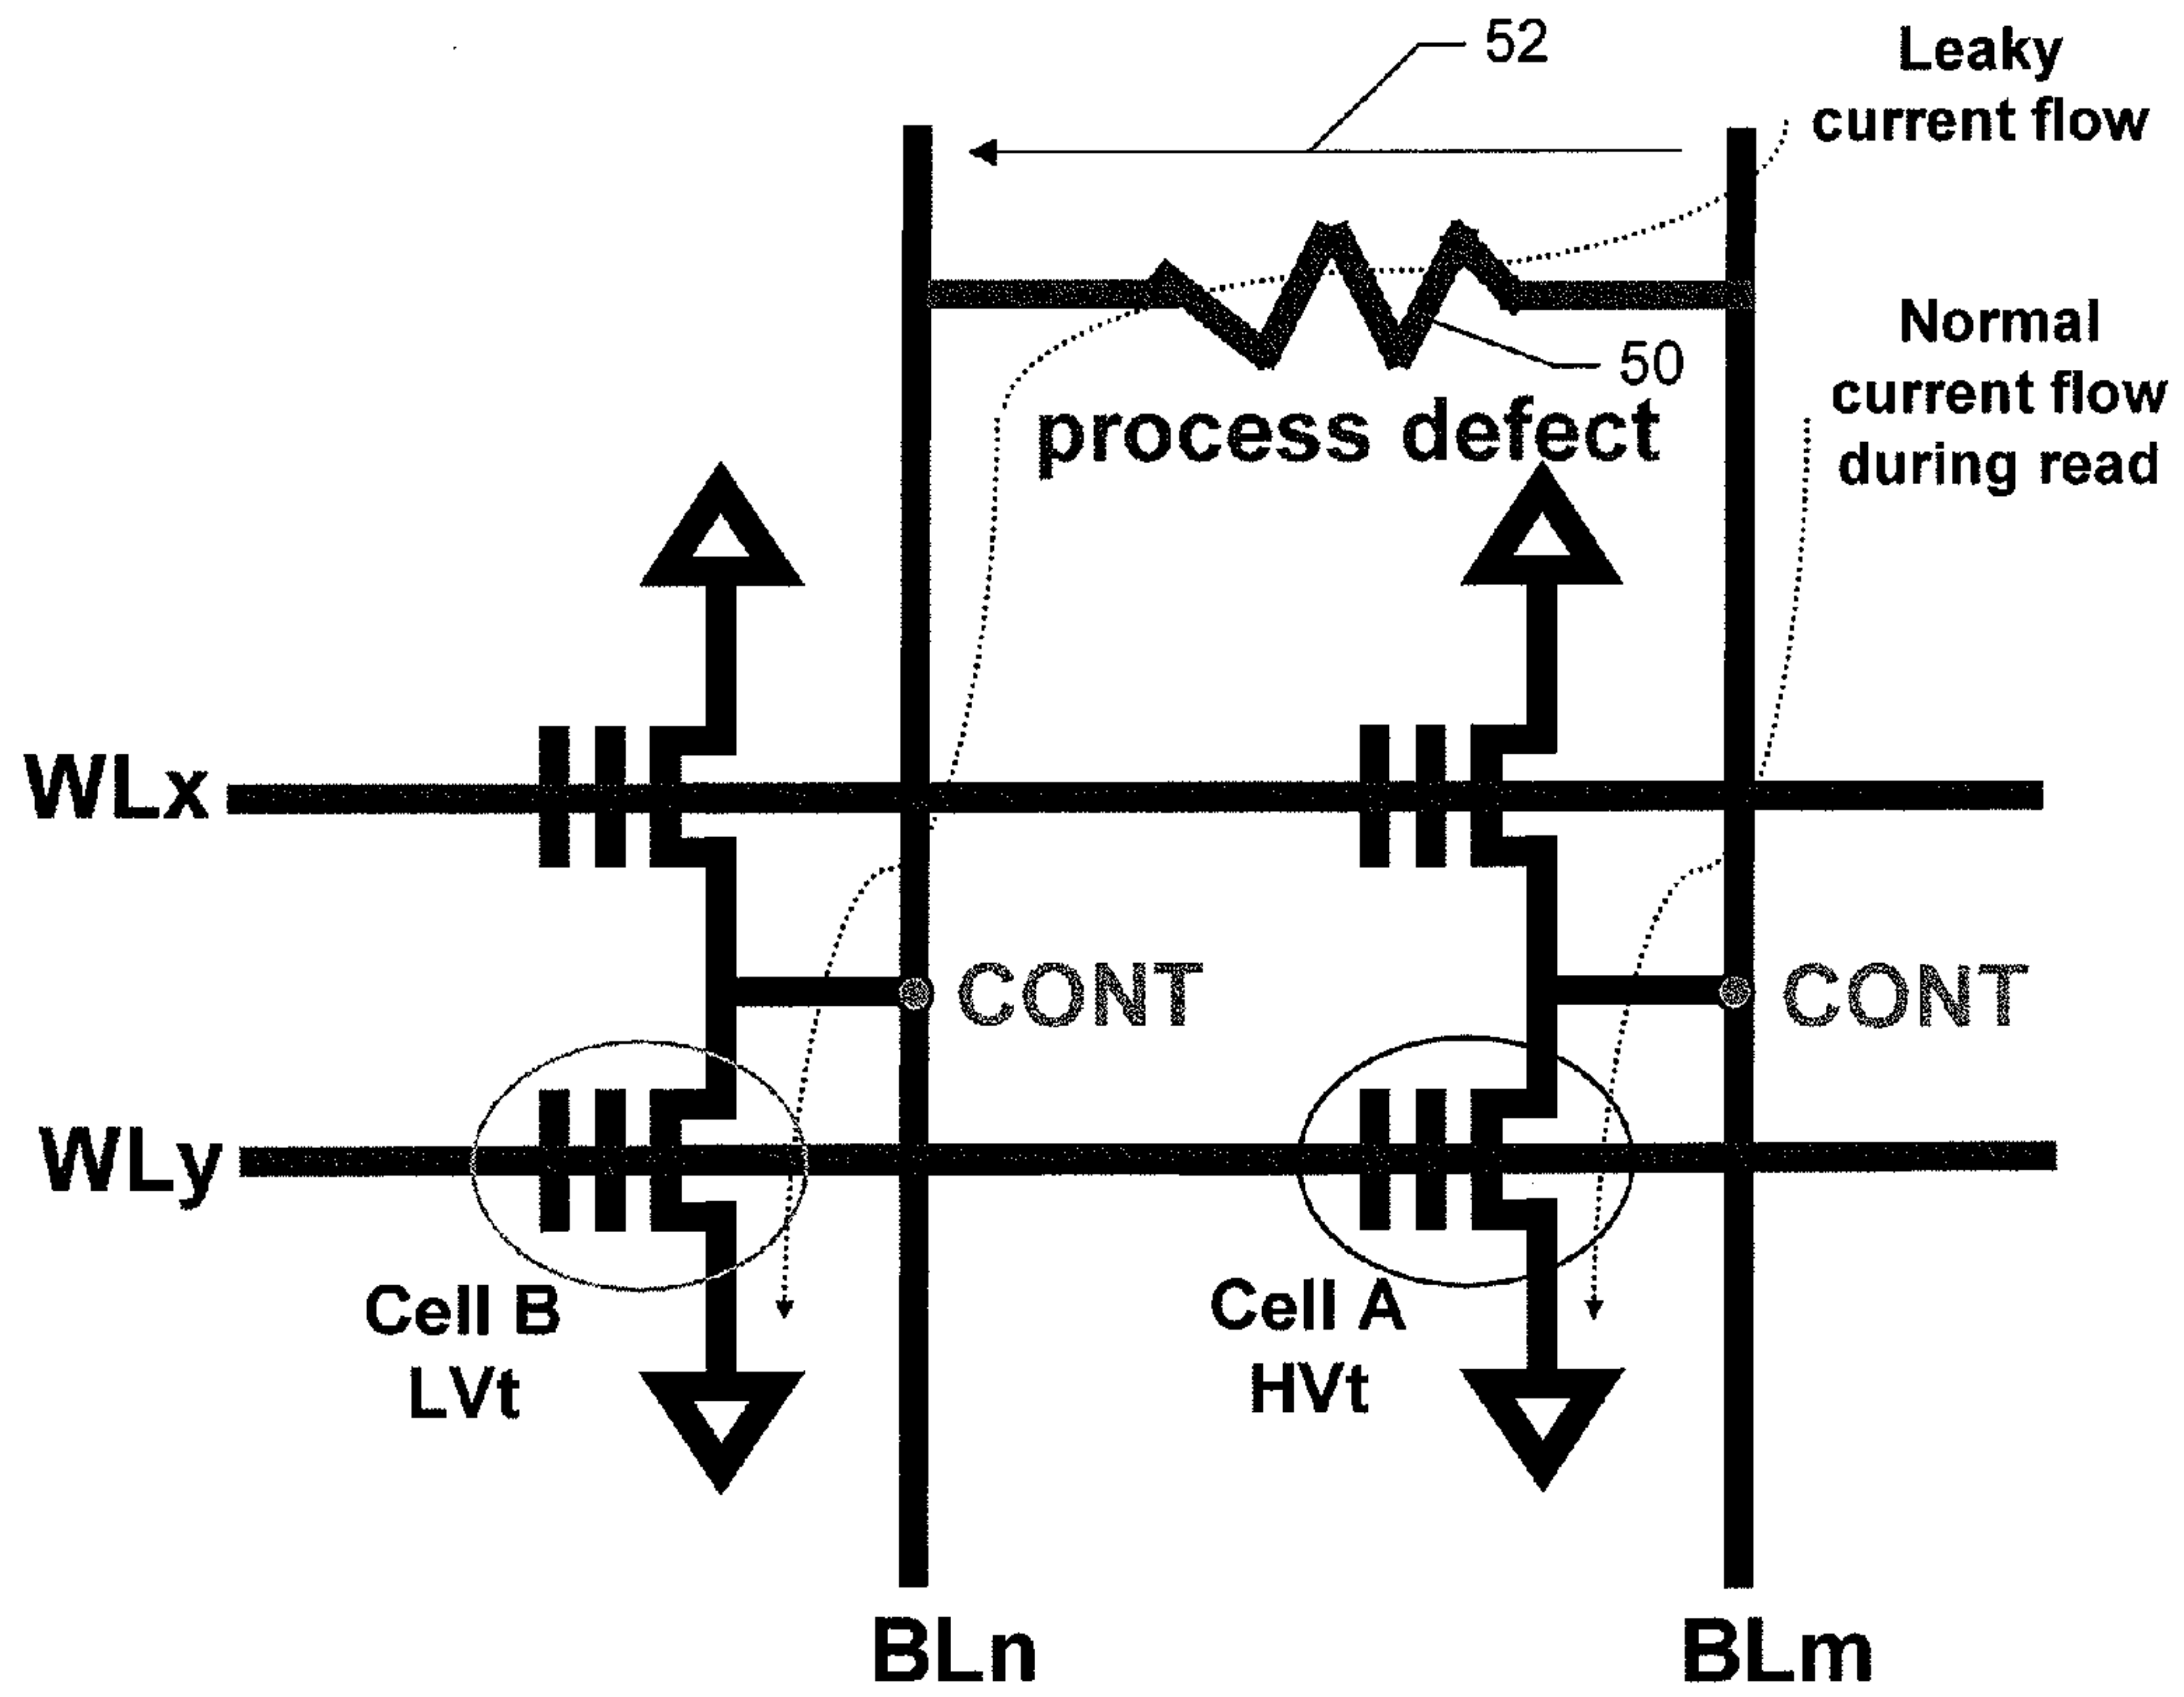 52
Leaky
current flow
50
process defect
Normal
current flow
during read
WLx
CONT
CONT
WLy
Cell B
LVt
Cell A
HVt
BLn
BLm